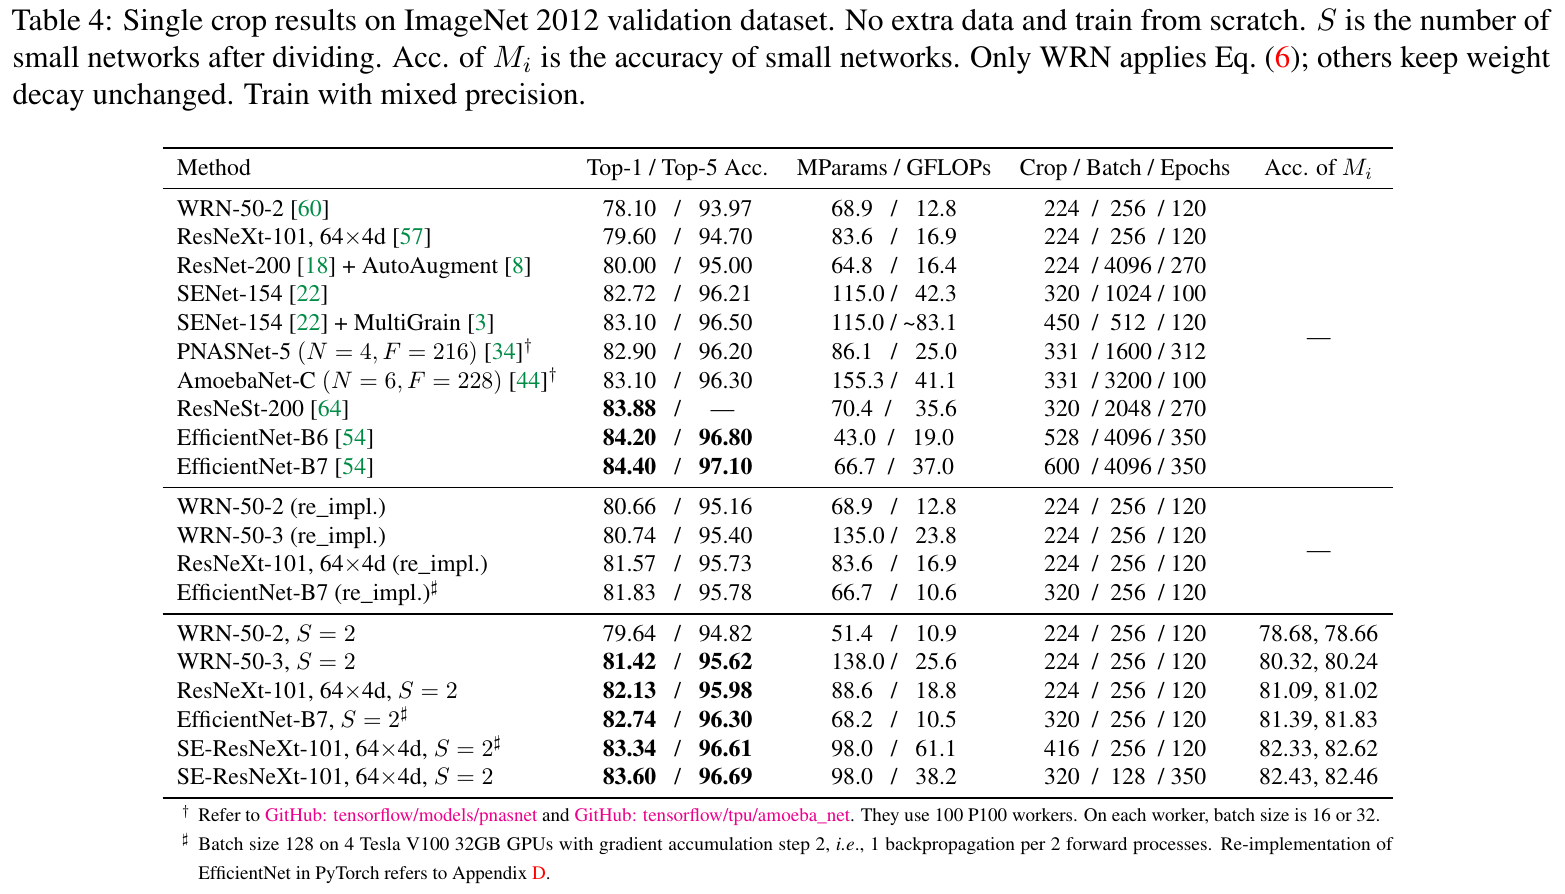 Table 4: Single crop results on ImageNet 2012 validation dataset. No extra data and train from scratch. S is the number of
small networks after dividing. Acc. of Mᵢ is the accuracy of small networks. Only WRN applies Eq. (6); others keep weight
decay unchanged. Train with mixed precision.
Method Top-1 / Top-5 Acc. MParams / GFLOPs Crop / Batch / Epochs Acc. of Mᵢ
WRN-50-2 [60] 78.10 / 93.97 68.9 / 12.8 224 / 256 / 120
ResNeXt-101, 64×4d [57] 79.60 / 94.70 83.6 / 16.9 224 / 256 / 120
ResNet-200 [18] + AutoAugment [8] 80.00 / 95.00 64.8 / 16.4 224 / 4096 / 270
SENet-154 [22] 82.72 / 96.21 115.0 / 42.3 320 / 1024 / 100
SENet-154 [22] + MultiGrain [3] 83.10 / 96.50 115.0 / ~83.1 450 / 512 / 120
PNASNet-5 (N = 4, F = 216) [34]† 82.90 / 96.20 86.1 / 25.0 331 / 1600 / 312 —
AmoebaNet-C (N = 6, F = 228) [44]† 83.10 / 96.30 155.3 / 41.1 331 / 3200 / 100
ResNeSt-200 [64] 83.88 / — 70.4 / 35.6 320 / 2048 / 270
EfficientNet-B6 [54] 84.20 / 96.80 43.0 / 19.0 528 / 4096 / 350
EfficientNet-B7 [54] 84.40 / 97.10 66.7 / 37.0 600 / 4096 / 350
WRN-50-2 (re_impl.) 80.66 / 95.16 68.9 / 12.8 224 / 256 / 120
WRN-50-3 (re_impl.) 80.74 / 95.40 135.0 / 23.8 224 / 256 / 120
ResNeXt-101, 64×4d (re_impl.) 81.57 / 95.73 83.6 / 16.9 224 / 256 / 120 —
EfficientNet-B7 (re_impl.)♯ 81.83 / 95.78 66.7 / 10.6 320 / 256 / 120
WRN-50-2, S = 2 79.64 / 94.82 51.4 / 10.9 224 / 256 / 120 78.68, 78.66
WRN-50-3, S = 2 81.42 / 95.62 138.0 / 25.6 224 / 256 / 120 80.32, 80.24
ResNeXt-101, 64×4d, S = 2 82.13 / 95.98 88.6 / 18.8 224 / 256 / 120 81.09, 81.02
EfficientNet-B7, S = 2♯ 82.74 / 96.30 68.2 / 10.5 320 / 256 / 120 81.39, 81.83
SE-ResNeXt-101, 64×4d, S = 2♯ 83.34 / 96.61 98.0 / 61.1 416 / 256 / 120 82.33, 82.62
SE-ResNeXt-101, 64×4d, S = 2 83.60 / 96.69 98.0 / 38.2 320 / 128 / 350 82.43, 82.46
† Refer to GitHub: tensorflow/models/pnasnet and GitHub: tensorflow/tpu/amoeba_net. They use 100 P100 workers. On each worker, batch size is 16 or 32.
♯ Batch size 128 on 4 Tesla V100 32GB GPUs with gradient accumulation step 2, i.e., 1 backpropagation per 2 forward processes. Re-implementation of
EfficientNet in PyTorch refers to Appendix D.